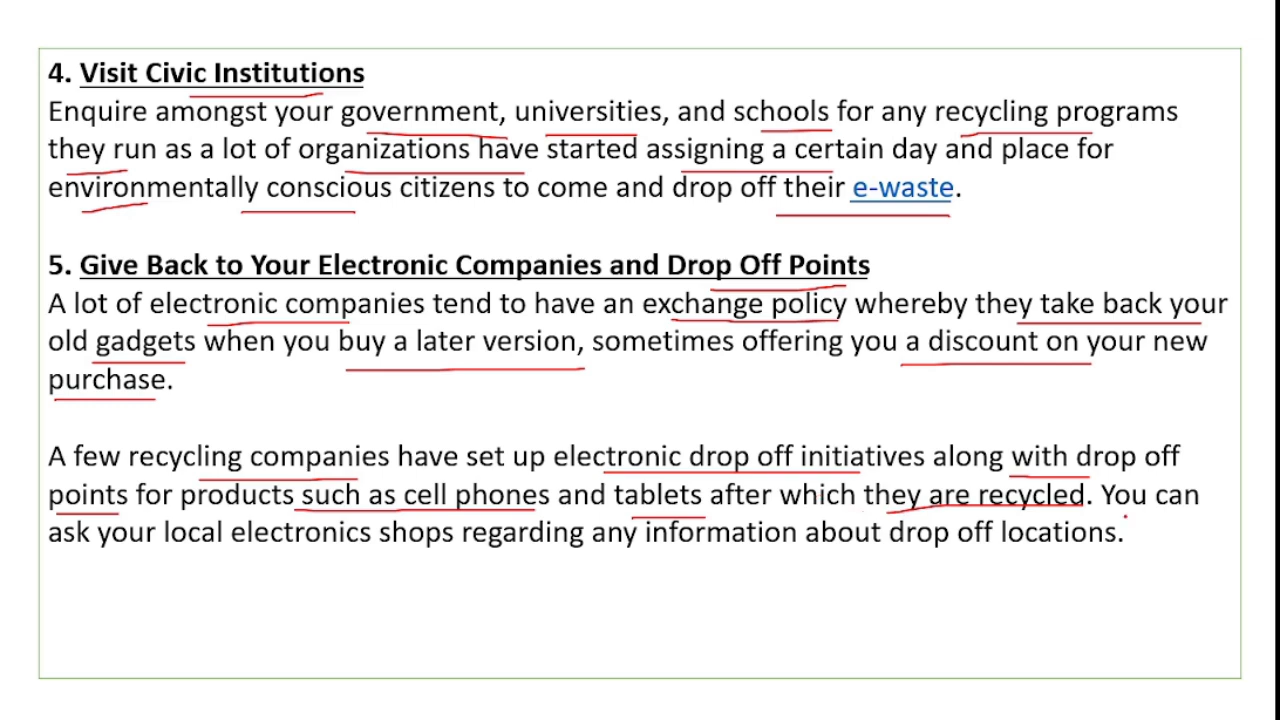 4. Visit Civic Institutions
Enquire amongst your government, universities, and schools for any recycling programs
they run as a lot of organizations have started assigning a certain day and place for
environmentally conscious citizens to come and drop off their e-waste.
5. Give Back to Your Electronic Companies and Drop Off Points
A lot of electronic companies tend to have an exchange policy whereby they take back your
old gadgets when you buy a later version, sometimes offering you a discount on your new
purchase.
A few recycling companies have set up electronic drop off initiatives along with drop off
points for products such as cell phones and tablets after which they are recycled. You can
ask your local electronics shops regarding any information about drop off locations.